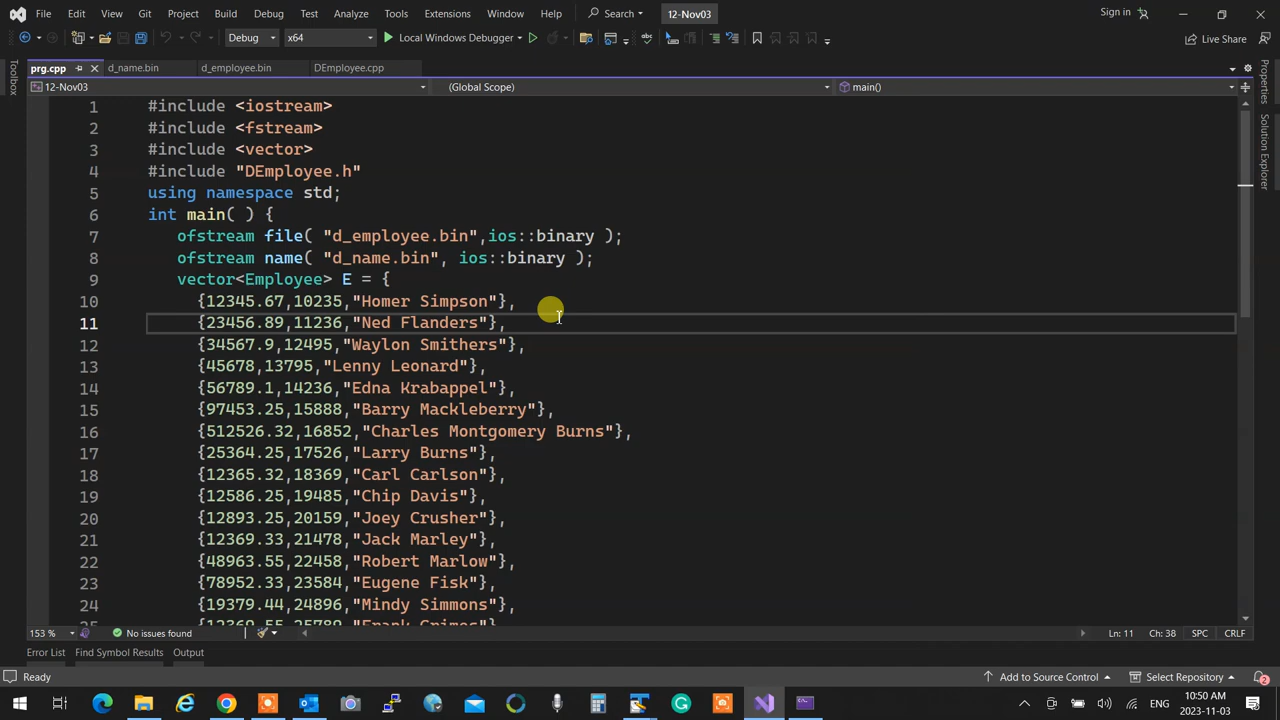 File Edit View Git Project Build Debug Test Analyze Tools Extensions Window Help Search 12-Nov03 Sign in
Debug x64 Local Windows Debugger Live Share
prg.cpp d_name.bin d_employee.bin DEmployee.cpp
12-Nov03 (Global Scope) main()
Toolbox
Properties
Solution Explorer
1 #include <iostream>
2 #include <fstream>
3 #include <vector>
4 #include "DEmployee.h"
5 using namespace std;
6 int main( ) {
7 ofstream file( "d_employee.bin",ios::binary );
8 ofstream name( "d_name.bin", ios::binary );
9 vector<Employee> E = {
10 {12345.67,10235,"Homer Simpson"},
11 {23456.89,11236,"Ned Flanders"},
12 {34567.9,12495,"Waylon Smithers"},
13 {45678,13795,"Lenny Leonard"},
14 {56789.1,14236,"Edna Krabappel"},
15 {97453.25,15888,"Barry Mackleberry"},
16 {512526.32,16852,"Charles Montgomery Burns"},
17 {25364.25,17526,"Larry Burns"},
18 {12365.32,18369,"Carl Carlson"},
19 {12586.25,19485,"Chip Davis"},
20 {12893.25,20159,"Joey Crusher"},
21 {12369.33,21478,"Jack Marley"},
22 {48963.55,22458,"Robert Marlow"},
23 {78952.33,23584,"Eugene Fisk"},
24 {19379.44,24896,"Mindy Simmons"},
153 % No issues found Ln: 11 Ch: 38 SPC CRLF
Error List Find Symbol Results Output
Ready Add to Source Control Select Repository 2
ENG 10:50 AM
2023-11-03